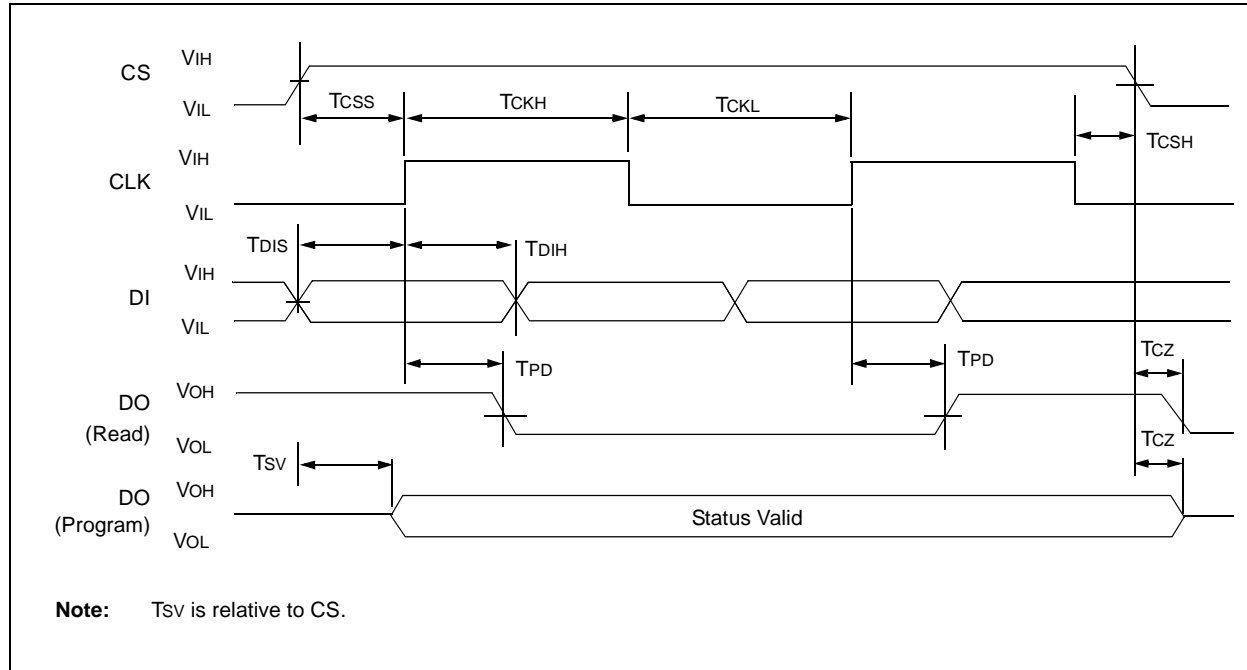 CS
VIH
VIL
TCSS
TCKH
TCKL
TCSH
CLK
VIH
VIL
TDIS
TDIH
DI
VIH
VIL
TPD
TPD
TCZ
DO
(Read)
VOH
VOL
TSV
TCZ
DO
(Program)
VOH
VOL
Status Valid
Note: TSV is relative to CS.